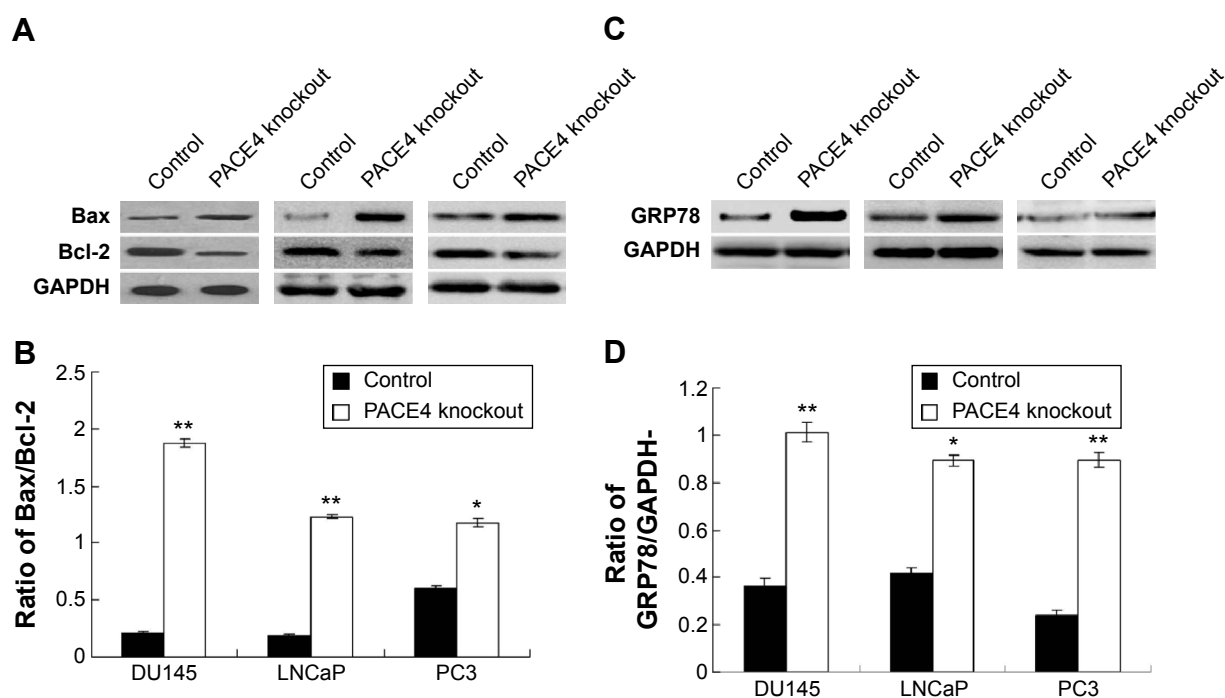 A
Control
PACE4 knockout
Control
PACE4 knockout
Control
PACE4 knockout
Bax
Bcl-2
GAPDH
B
Ratio of Bax/Bcl-2
2.5
2
1.5
1
0.5
0
Control
PACE4 knockout
**
**
*
DU145
LNCaP
PC3
C
Control
PACE4 knockout
Control
PACE4 knockout
Control
PACE4 knockout
GRP78
GAPDH
D
Ratio of
GRP78/GAPDH-
1.2
1
0.8
0.6
0.4
0.2
0
Control
PACE4 knockout
**
*
**
DU145
LNCaP
PC3